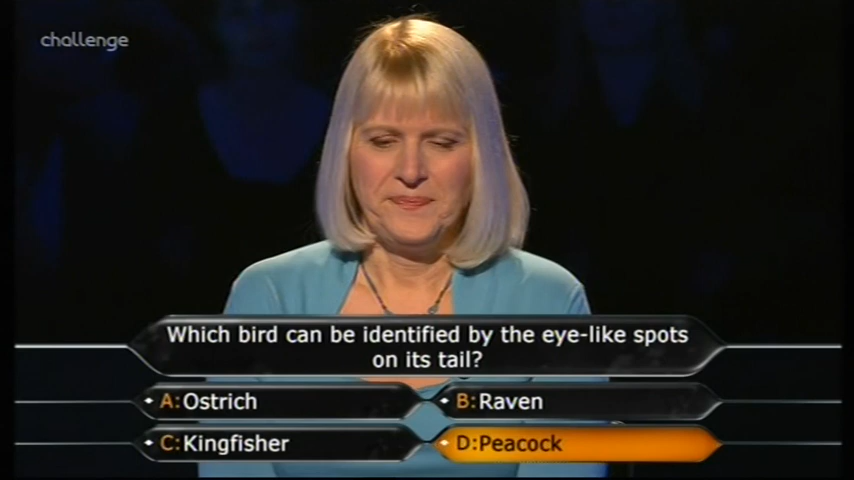 challenge
Which bird can be identified by the eye-like spots
on its tail?
A:Ostrich
B:Raven
C:Kingfisher
D:Peacock